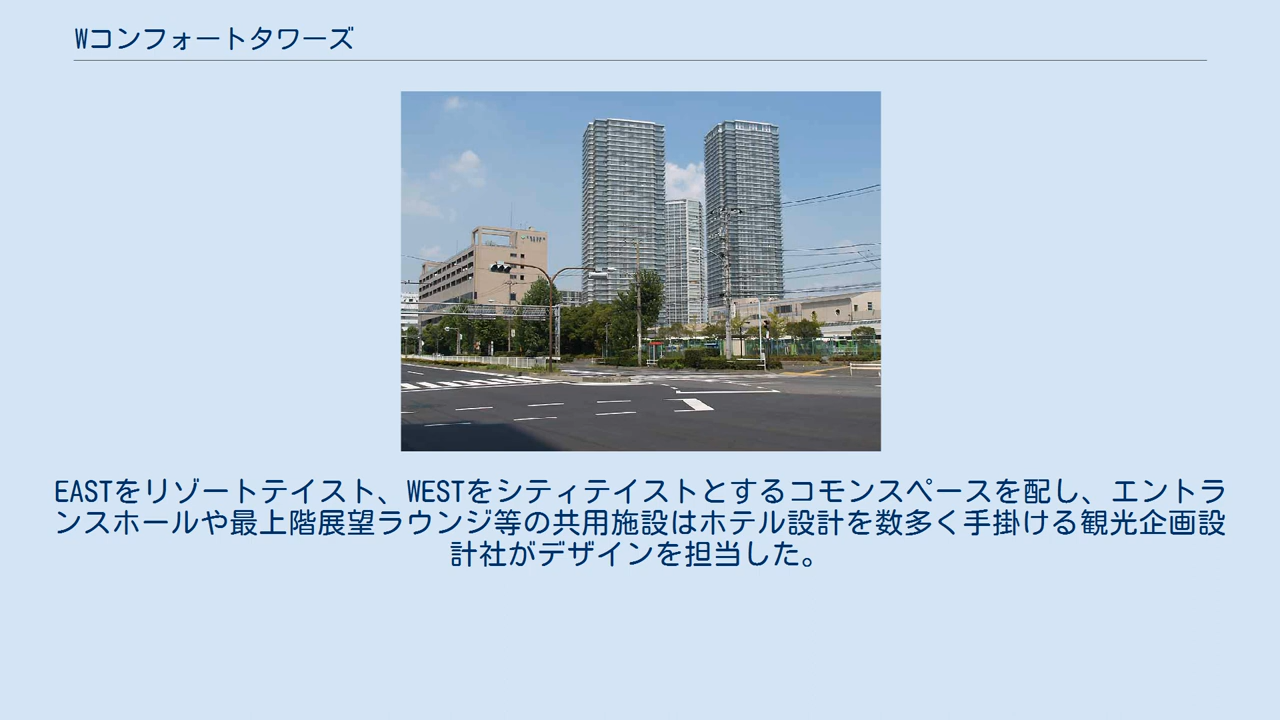 Wコンフォートタワーズ
EASTをリゾートテイスト、WESTをシティテイストとするコモンスペースを配し、エントラ
ンスホールや最上階展望ラウンジ等の共用施設はホテル設計を数多く手掛ける観光企画設
計社がデザインを担当した。